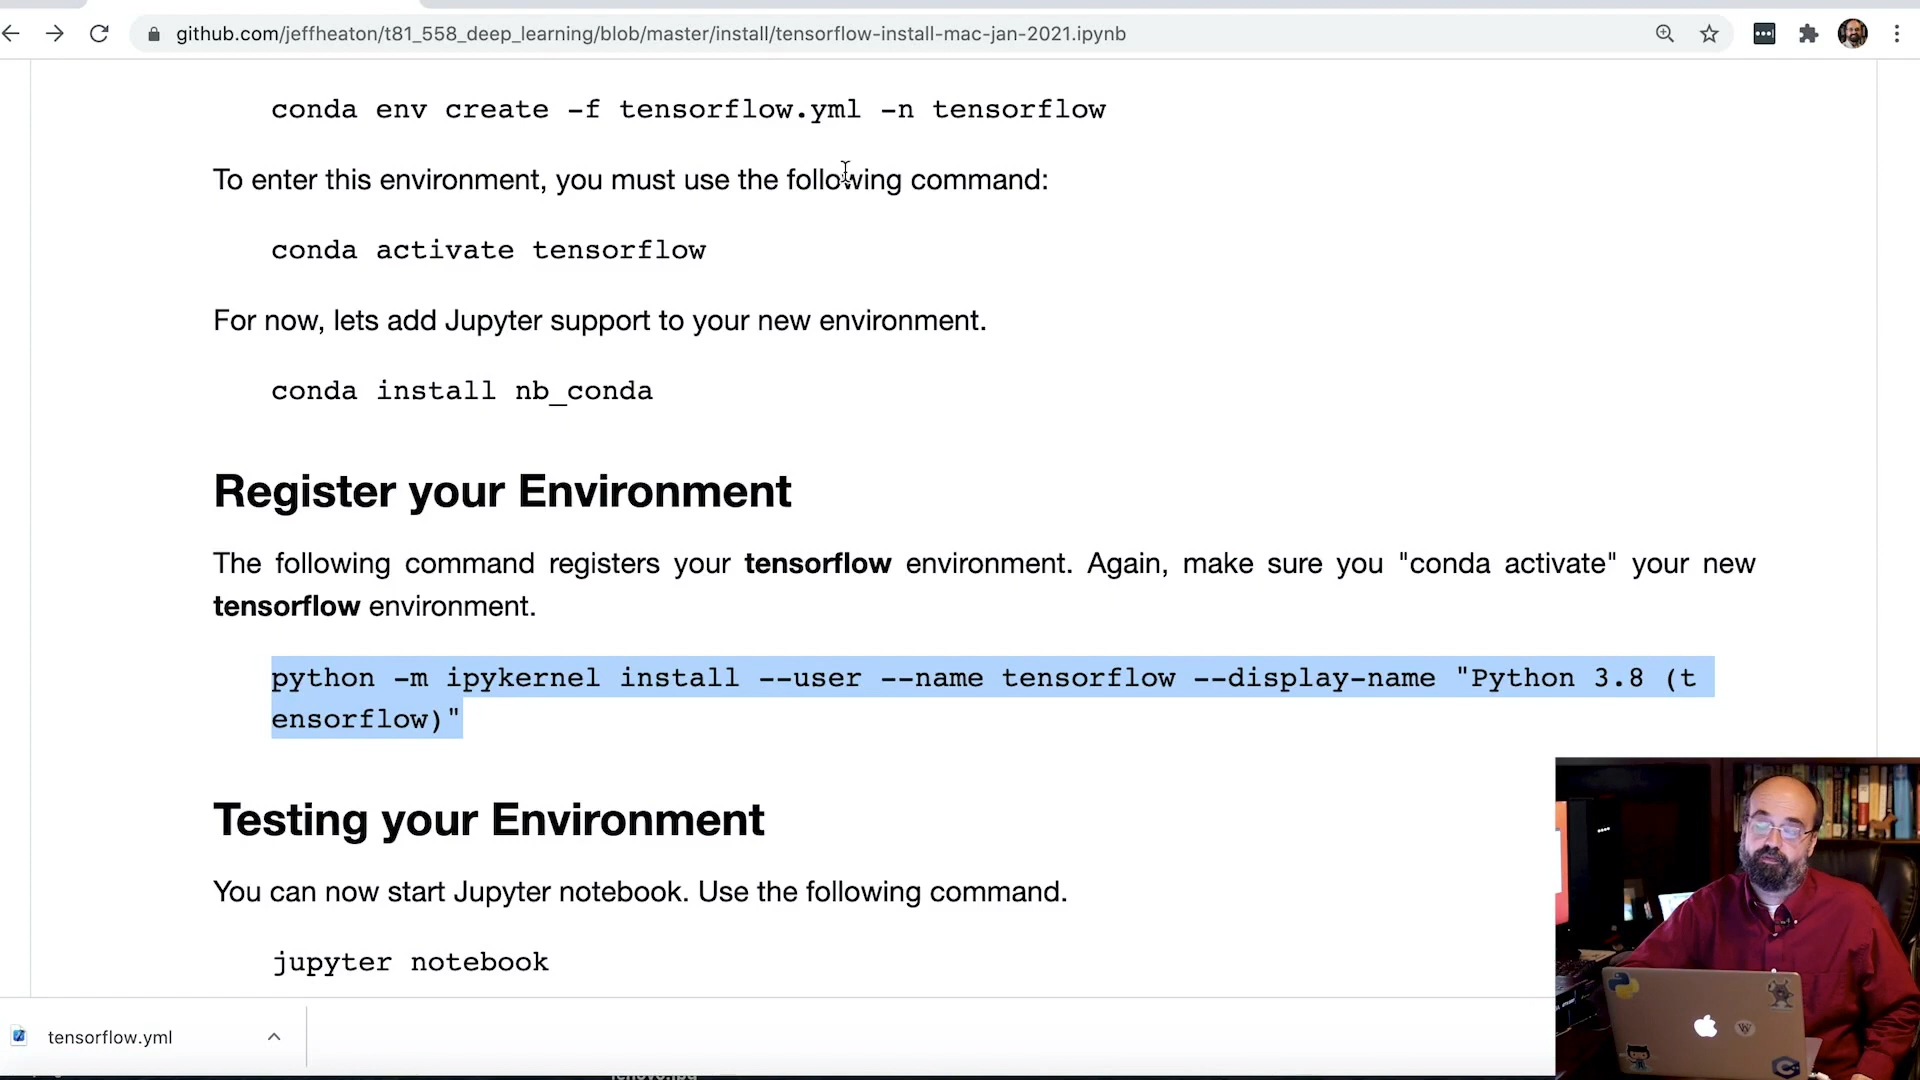 github.com/jeffheaton/t81_558_deep_learning/blob/master/install/tensorflow-install-mac-jan-2021.ipynb
conda env create -f tensorflow.yml -n tensorflow
To enter this environment, you must use the following command:
conda activate tensorflow
For now, lets add Jupyter support to your new environment.
conda install nb_conda
Register your Environment
The following command registers your tensorflow environment. Again, make sure you "conda activate" your new
tensorflow environment.
python -m ipykernel install --user --name tensorflow --display-name "Python 3.8 (t
ensorflow)"
Testing your Environment
You can now start Jupyter notebook. Use the following command.
jupyter notebook
tensorflow.yml